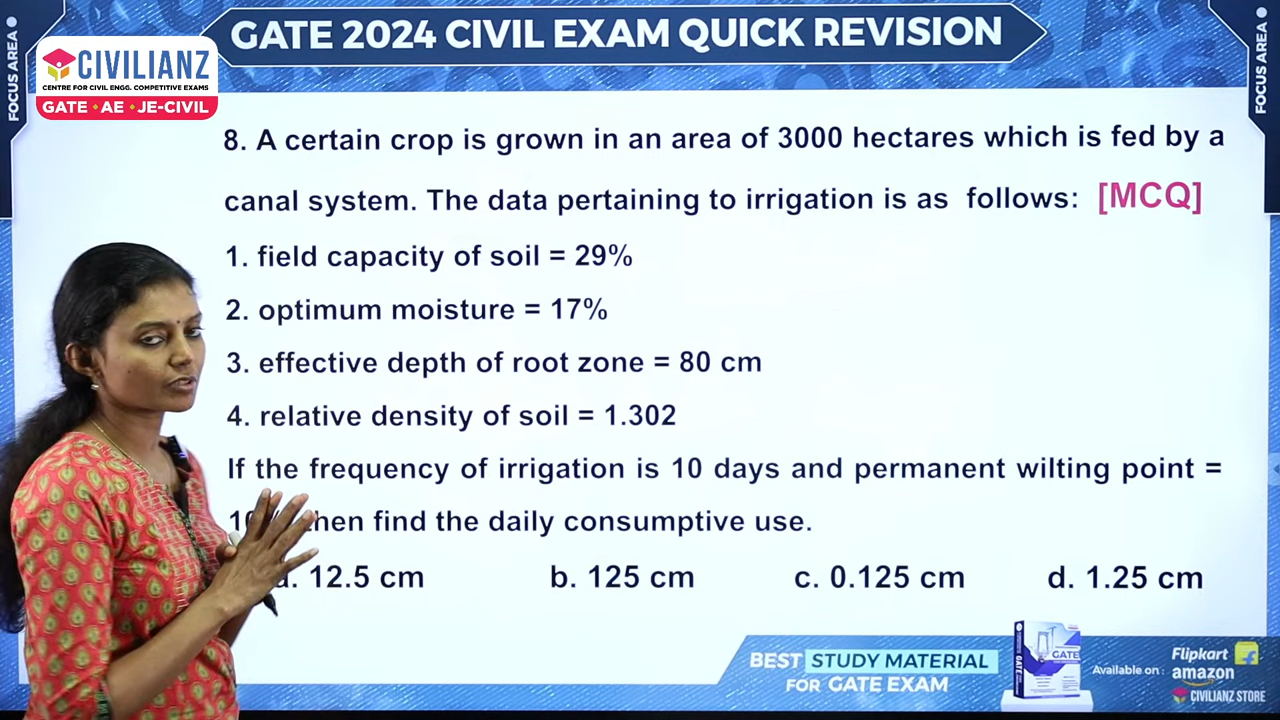 GATE 2024 CIVIL EXAM QUICK REVISION
FOCUS AREA
FOCUS AREA
CIVILIANZ
CENTRE FOR CIVIL ENGG. COMPETITIVE EXAMS
GATE • AE • JE-CIVIL
8. A certain crop is grown in an area of 3000 hectares which is fed by a
canal system. The data pertaining to irrigation is as follows: [MCQ]
1. field capacity of soil = 29%
2. optimum moisture = 17%
3. effective depth of root zone = 80 cm
4. relative density of soil = 1.302
If the frequency of irrigation is 10 days and permanent wilting point =
then find the daily consumptive use.
a. 12.5 cm b. 125 cm c. 0.125 cm d. 1.25 cm
BEST STUDY MATERIAL
FOR GATE EXAM
GATE
Available on :
Flipkart
amazon
CIVILIANZ STORE